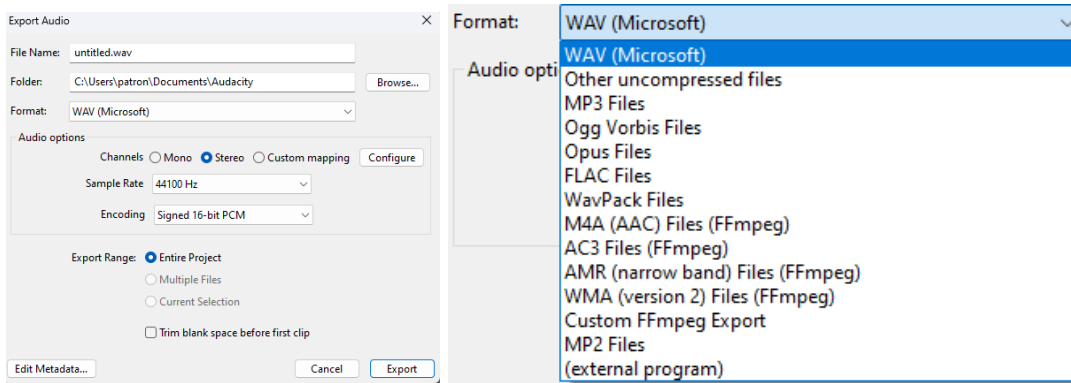 Export Audio
File Name: untitled.wav
Folder: C:\Users\patron\Documents\Audacity Browse...
Format: WAV (Microsoft)
Audio options
Channels Mono Stereo Custom mapping Configure
Sample Rate 44100 Hz
Encoding Signed 16-bit PCM
Export Range: Entire Project
Multiple Files
Current Selection
Trim blank space before first clip
Edit Metadata... Cancel Export
Format: WAV (Microsoft)
Audio opti
WAV (Microsoft)
Other uncompressed files
MP3 Files
Ogg Vorbis Files
Opus Files
FLAC Files
WavPack Files
M4A (AAC) Files (FFmpeg)
AC3 Files (FFmpeg)
AMR (narrow band) Files (FFmpeg)
WMA (version 2) Files (FFmpeg)
Custom FFmpeg Export
MP2 Files
(external program)